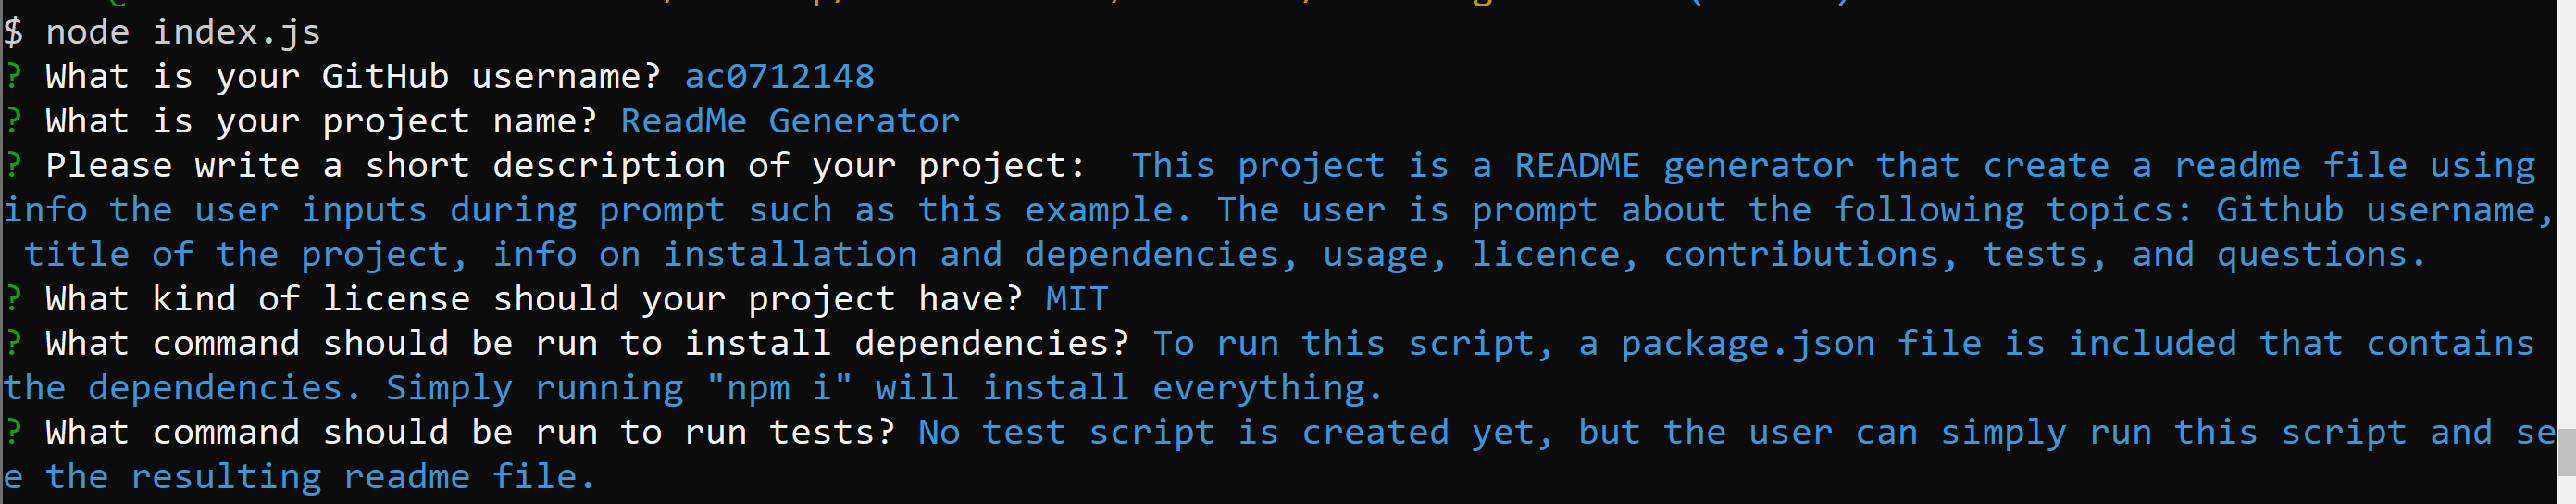 $ node index.js
? What is your GitHub username? ac0712148
? What is your project name? ReadMe Generator
? Please write a short description of your project:  This project is a README generator that create a readme file using
info the user inputs during prompt such as this example. The user is prompt about the following topics: Github username,
 title of the project, info on installation and dependencies, usage, licence, contributions, tests, and questions.
? What kind of license should your project have? MIT
? What command should be run to install dependencies? To run this script, a package.json file is included that contains
the dependencies. Simply running "npm i" will install everything.
? What command should be run to run tests? No test script is created yet, but the user can simply run this script and se
e the resulting readme file.